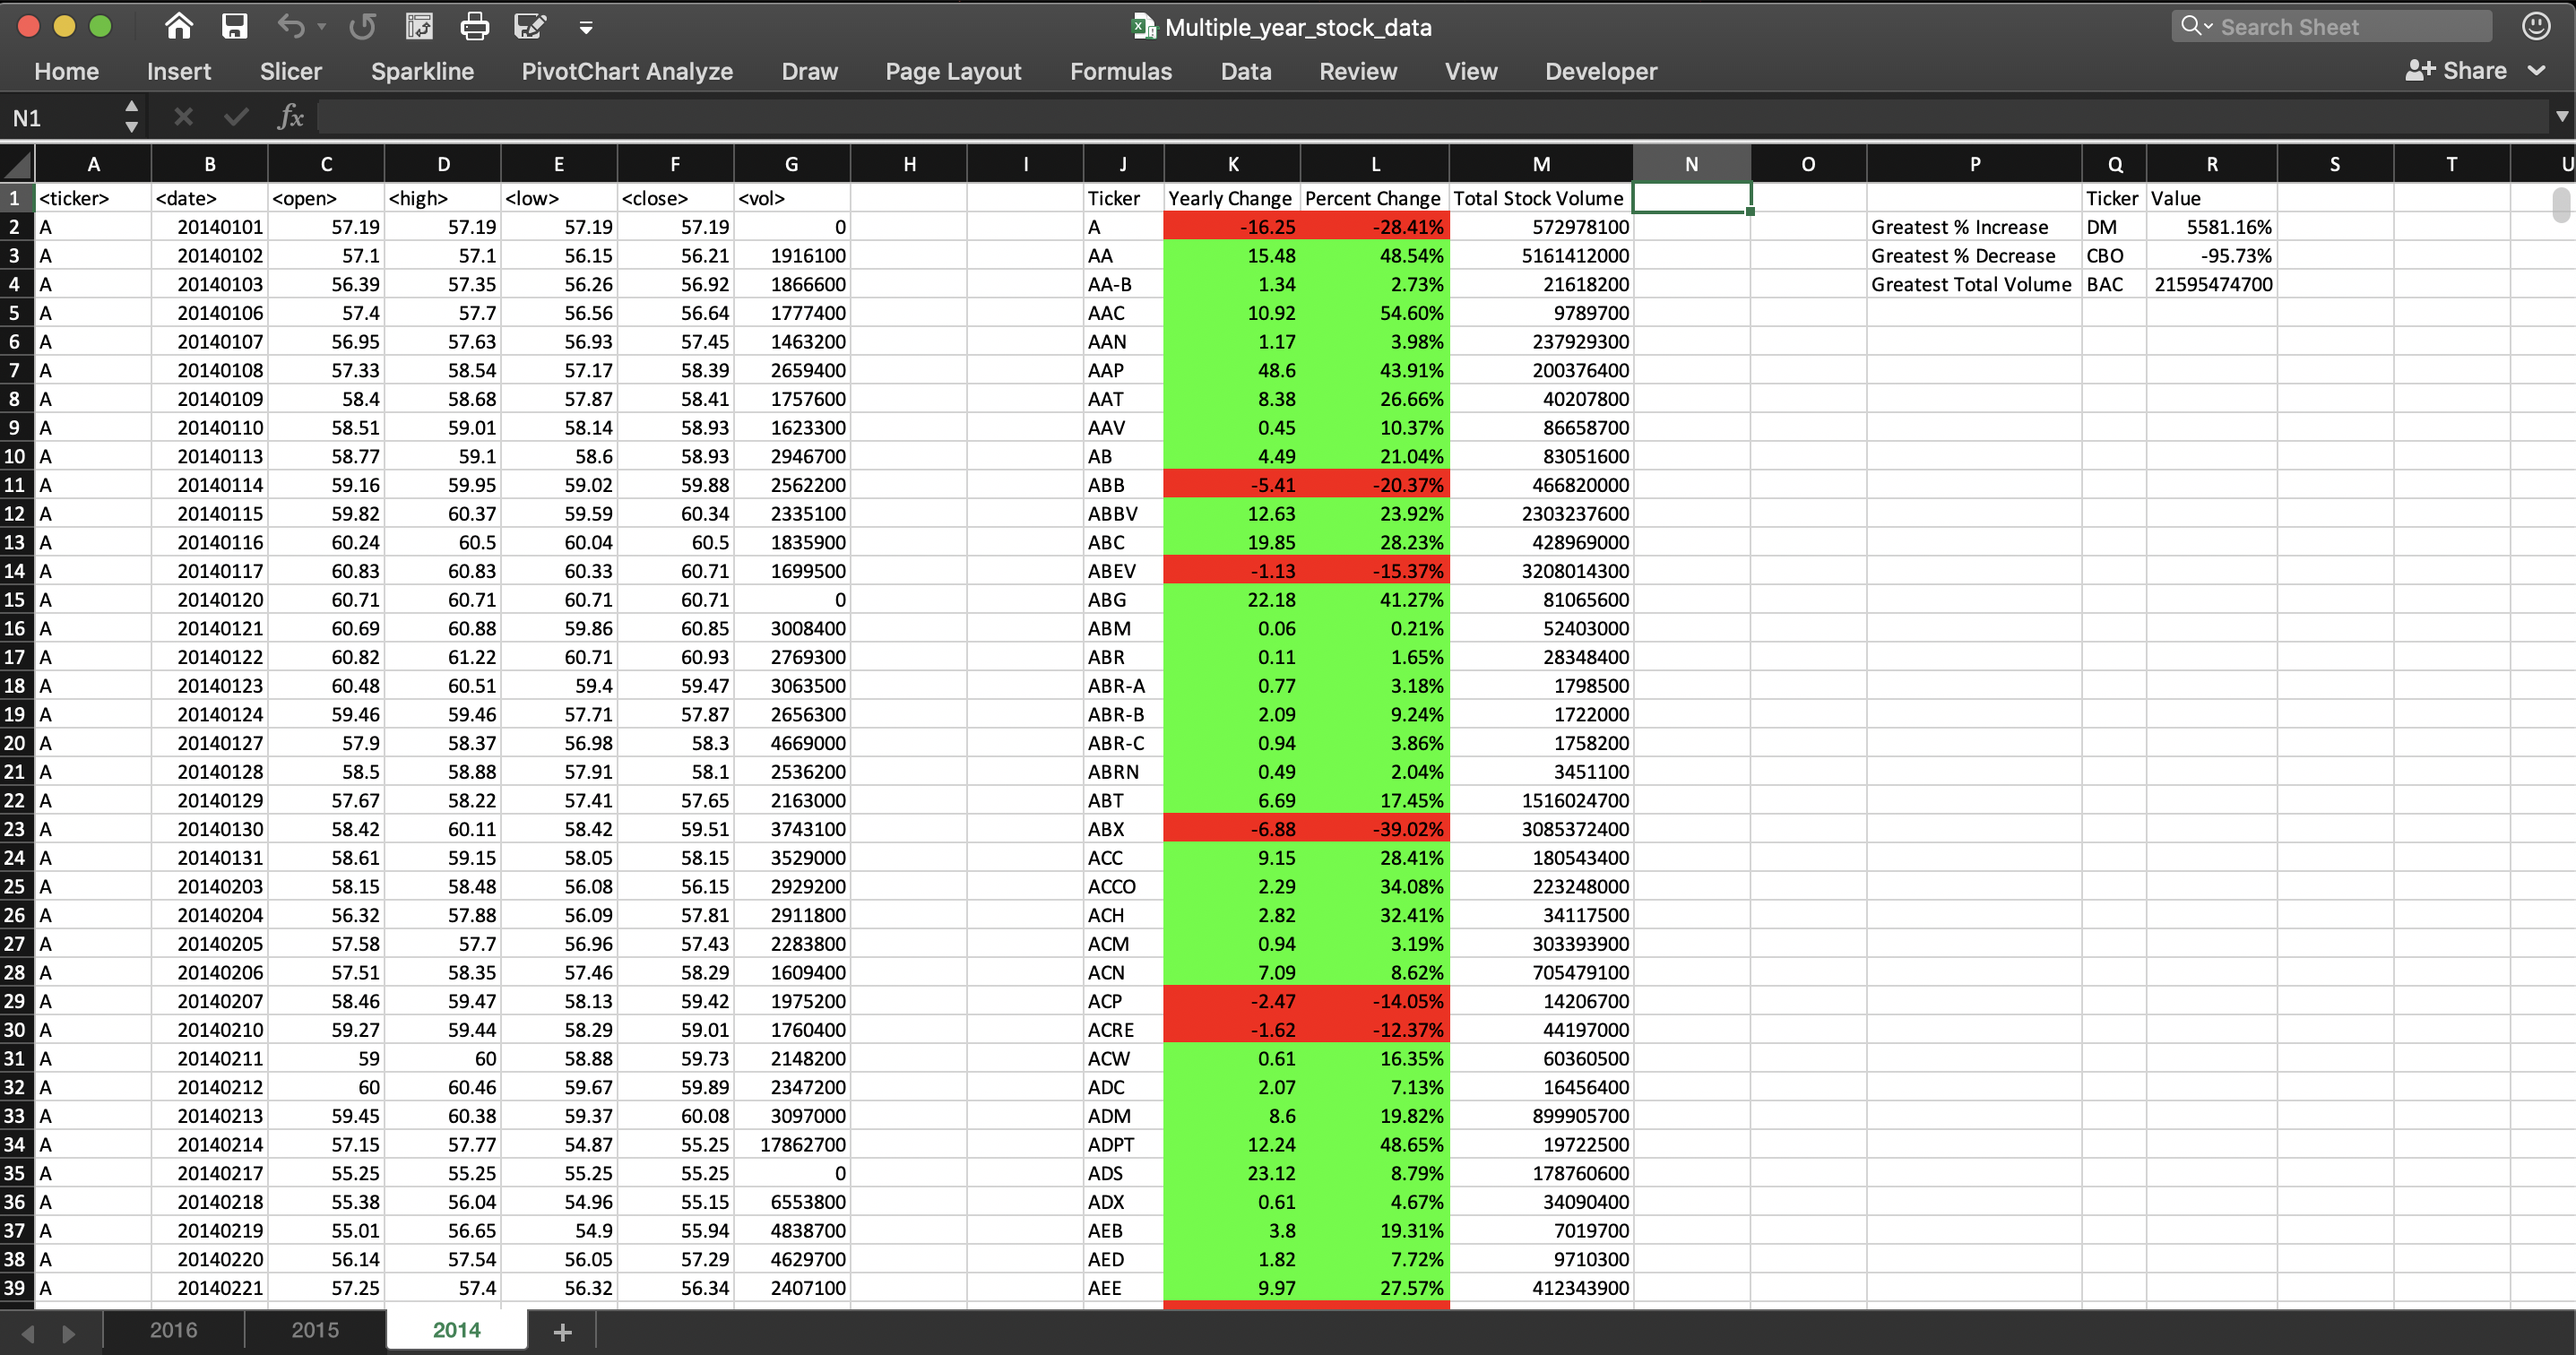 Multiple_year_stock_data
Search Sheet
Home Insert Slicer Sparkline PivotChart Analyze Draw Page Layout Formulas Data Review View Developer Share
N1 fx
A B C D E F G H I J K L M N O P Q R S T U
1 <ticker> <date> <open> <high> <low> <close> <vol> Ticker Yearly Change Percent Change Total Stock Volume Ticker Value
2 A 20140101 57.19 57.19 57.19 57.19 0 A -16.25 -28.41% 572978100 Greatest % Increase DM 5581.16%
3 A 20140102 57.1 57.1 56.15 56.21 1916100 AA 15.48 48.54% 5161412000 Greatest % Decrease CBO -95.73%
4 A 20140103 56.39 57.35 56.26 56.92 1866600 AA-B 1.34 2.73% 21618200 Greatest Total Volume BAC 21595474700
5 A 20140106 57.4 57.7 56.56 56.64 1777400 AAC 10.92 54.60% 9789700
6 A 20140107 56.95 57.63 56.93 57.45 1463200 AAN 1.17 3.98% 237929300
7 A 20140108 57.33 58.54 57.17 58.39 2659400 AAP 48.6 43.91% 200376400
8 A 20140109 58.4 58.68 57.87 58.41 1757600 AAT 8.38 26.66% 40207800
9 A 20140110 58.51 59.01 58.14 58.93 1623300 AAV 0.45 10.37% 86658700
10 A 20140113 58.77 59.1 58.6 58.93 2946700 AB 4.49 21.04% 83051600
11 A 20140114 59.16 59.95 59.02 59.88 2562200 ABB -5.41 -20.37% 466820000
12 A 20140115 59.82 60.37 59.59 60.34 2335100 ABBV 12.63 23.92% 2303237600
13 A 20140116 60.24 60.5 60.04 60.5 1835900 ABC 19.85 28.23% 428969000
14 A 20140117 60.83 60.83 60.33 60.71 1699500 ABEV -1.13 -15.37% 3208014300
15 A 20140120 60.71 60.71 60.71 60.71 0 ABG 22.18 41.27% 81065600
16 A 20140121 60.69 60.88 59.86 60.85 3008400 ABM 0.06 0.21% 52403000
17 A 20140122 60.82 61.22 60.71 60.93 2769300 ABR 0.11 1.65% 28348400
18 A 20140123 60.48 60.51 59.4 59.47 3063500 ABR-A 0.77 3.18% 1798500
19 A 20140124 59.46 59.46 57.71 57.87 2656300 ABR-B 2.09 9.24% 1722000
20 A 20140127 57.9 58.37 56.98 58.3 4669000 ABR-C 0.94 3.86% 1758200
21 A 20140128 58.5 58.88 57.91 58.1 2536200 ABRN 0.49 2.04% 3451100
22 A 20140129 57.67 58.22 57.41 57.65 2163000 ABT 6.69 17.45% 1516024700
23 A 20140130 58.42 60.11 58.42 59.51 3743100 ABX -6.88 -39.02% 3085372400
24 A 20140131 58.61 59.15 58.05 58.15 3529000 ACC 9.15 28.41% 180543400
25 A 20140203 58.15 58.48 56.08 56.15 2929200 ACCO 2.29 34.08% 223248000
26 A 20140204 56.32 57.88 56.09 57.81 2911800 ACH 2.82 32.41% 34117500
27 A 20140205 57.58 57.7 56.96 57.43 2283800 ACM 0.94 3.19% 303393900
28 A 20140206 57.51 58.35 57.46 58.29 1609400 ACN 7.09 8.62% 705479100
29 A 20140207 58.46 59.47 58.13 59.42 1975200 ACP -2.47 -14.05% 14206700
30 A 20140210 59.27 59.44 58.29 59.01 1760400 ACRE -1.62 -12.37% 44197000
31 A 20140211 59 60 58.88 59.73 2148200 ACW 0.61 16.35% 60360500
32 A 20140212 60 60.46 59.67 59.89 2347200 ADC 2.07 7.13% 16456400
33 A 20140213 59.45 60.38 59.37 60.08 3097000 ADM 8.6 19.82% 899905700
34 A 20140214 57.15 57.77 54.87 55.25 17862700 ADPT 12.24 48.65% 19722500
35 A 20140217 55.25 55.25 55.25 55.25 0 ADS 23.12 8.79% 178760600
36 A 20140218 55.38 56.04 54.96 55.15 6553800 ADX 0.61 4.67% 34090400
37 A 20140219 55.01 56.65 54.9 55.94 4838700 AEB 3.8 19.31% 7019700
38 A 20140220 56.14 57.54 56.05 57.29 4629700 AED 1.82 7.72% 9710300
39 A 20140221 57.25 57.4 56.32 56.34 2407100 AEE 9.97 27.57% 412343900
2016 2015 2014 +